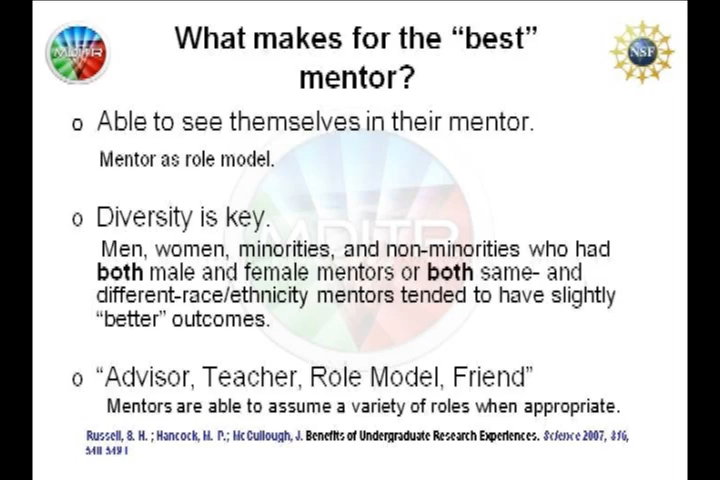 What makes for the “best”
mentor?
o Able to see themselves in their mentor.
Mentor as role model.
o Diversity is key.
Men, women, minorities, and non-minorities who had
both male and female mentors or both same- and
different-race/ethnicity mentors tended to have slightly
“better” outcomes.
o “Advisor, Teacher, Role Model, Friend”
Mentors are able to assume a variety of roles when appropriate.
Russell, S. H. ; Hancock, M. P.; McCullough, J. Benefits of Undergraduate Research Experiences. Science 2007, 316,
MDITR
NSF
MDITR